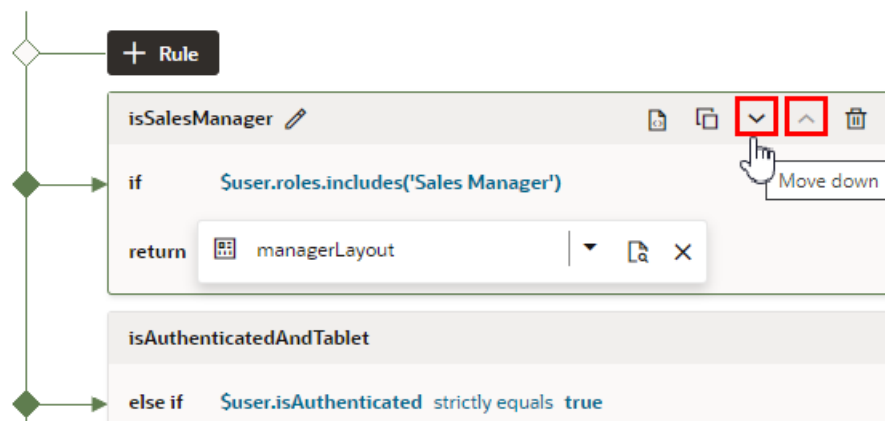 + Rule
isSalesManager
if $user.roles.includes('Sales Manager')
Move down
return managerLayout
isAuthenticatedAndTablet
else if $user.isAuthenticated strictly equals true